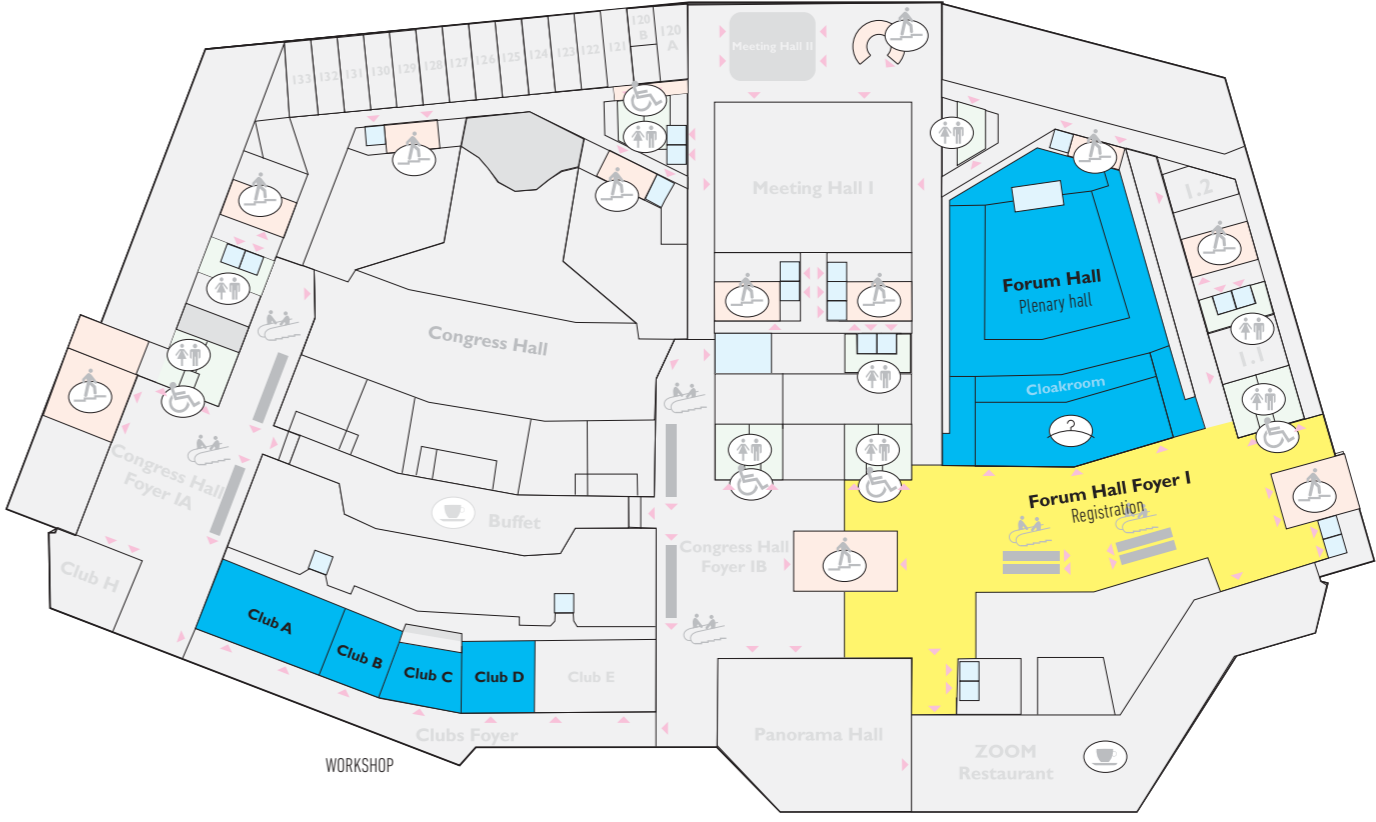 120
B
120
A
133
132
131
130
129
128
127
126
125
124
123
122
121
Meeting Hall II
Meeting Hall I
1.2
Forum Hall
Plenary hall
Congress Hall
1.1
Cloakroom
?
Congress Hall
Foyer IA
Forum Hall Foyer I
Registration
Buffet
Congress Hall
Foyer IB
Club H
Club A
Club B
Club C
Club D
Club E
Clubs Foyer
Panorama Hall
ZOOM
Restaurant
WORKSHOP